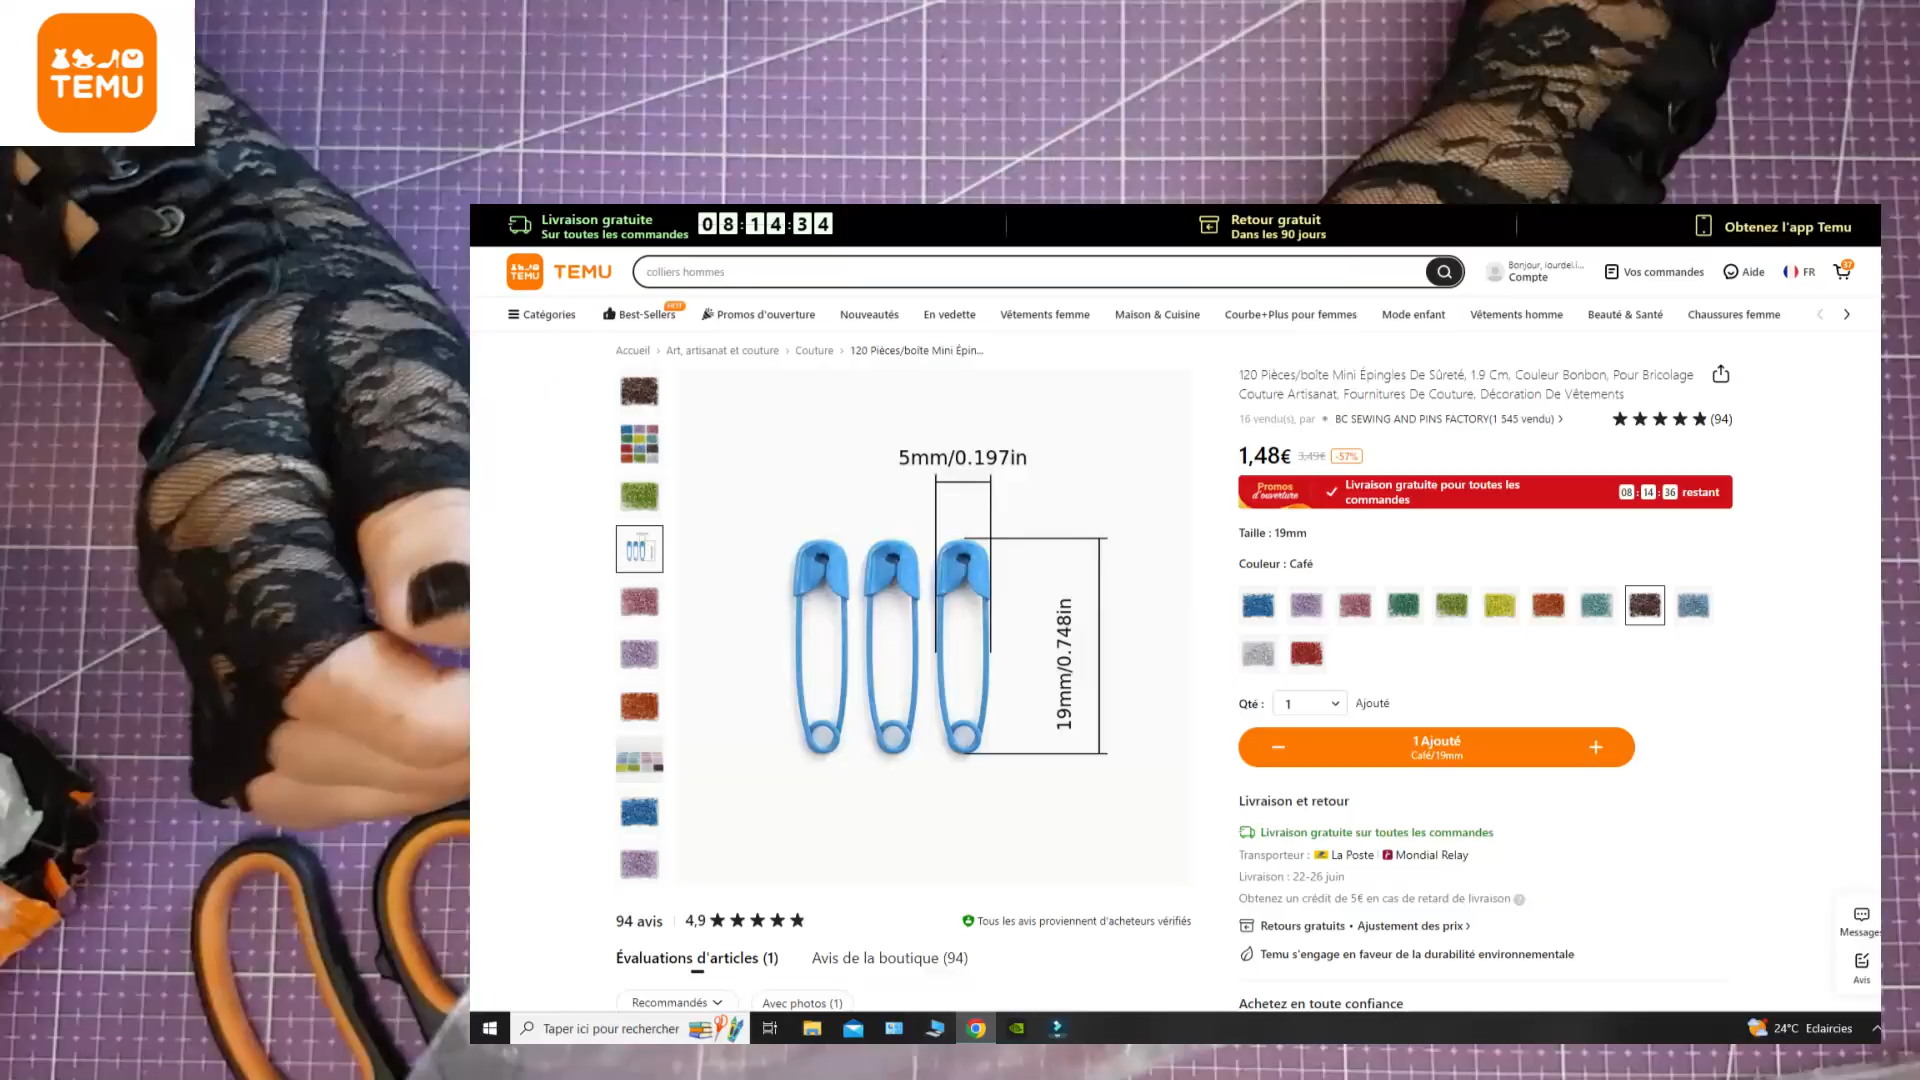 TEMU
Livraison gratuite
Sur toutes les commandes
08:14:34
Retour gratuit
Dans les 90 jours
Obtenez l'app Temu
TEMU
TEMU
colliers hommes
Bonjour, lourdel.i...
Compte
Vos commandes
Aide
FR
37
Catégories
Best-Sellers
HOT
Promos d'ouverture
Nouveautés
En vedette
Vêtements femme
Maison & Cuisine
Courbe+Plus pour femmes
Mode enfant
Vêtements homme
Beauté & Santé
Chaussures femme
Accueil › Art, artisanat et couture › Couture › 120 Pièces/boîte Mini Épin...
5mm/0.197in
19mm/0.748in
120 Pièces/boîte Mini Épingles De Sûreté, 1.9 Cm, Couleur Bonbon, Pour Bricolage
Couture Artisanat, Fournitures De Couture, Décoration De Vêtements
16 vendu(s), par BC SEWING AND PINS FACTORY(1 545 vendu) ›
(94)
1,48€ 3,49€ -57%
Promos
d'ouverture
Livraison gratuite pour toutes les
commandes
08 : 14 : 36 restant
Taille : 19mm
Couleur : Café
Qté : 1 Ajouté
− 1 Ajouté +
Café/19mm
Livraison et retour
Livraison gratuite sur toutes les commandes
Transporteur : La Poste Mondial Relay
Livraison : 22-26 juin
Obtenez un crédit de 5€ en cas de retard de livraison ?
Retours gratuits • Ajustement des prix ›
Temu s'engage en faveur de la durabilité environnementale
Achetez en toute confiance
94 avis
4,9 ★★★★★
Tous les avis proviennent d'acheteurs vérifiés
Évaluations d'articles (1)
Avis de la boutique (94)
Recommandés
Avec photos (1)
Messages
Avis
Taper ici pour rechercher
24°C Eclaircies